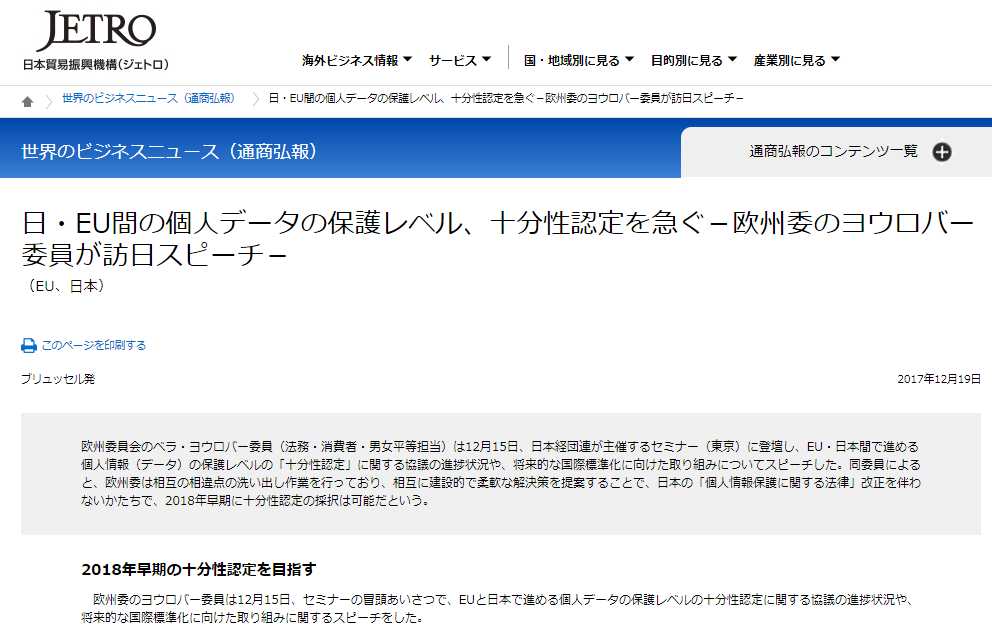 JETRO
日本貿易振興機構(ジェトロ)
海外ビジネス情報 サービス 国・地域別に見る 目的別に見る 産業別に見る
世界のビジネスニュース(通商弘報) 日・EU間の個人データの保護レベル、十分性認定を急ぐ－欧州委のヨウロバー委員が訪日スピーチ－
世界のビジネスニュース(通商弘報)
通商弘報のコンテンツ一覧
日・EU間の個人データの保護レベル、十分性認定を急ぐ－欧州委のヨウロバー
委員が訪日スピーチ－
(EU、日本)
このページを印刷する
ブリュッセル発 2017年12月19日
欧州委員会のベラ・ヨウロバー委員(法務・消費者・男女平等担当)は12月15日、日本経団連が主催するセミナー(東京)に登壇し、EU・日本間で進める
個人情報(データ)の保護レベルの「十分性認定」に関する協議の進捗状況や、将来的な国際標準化に向けた取り組みについてスピーチした。同委員による
と、欧州委は相互の相違点の洗い出し作業を行っており、相互に建設的で柔軟な解決策を提案することで、日本の「個人情報保護に関する法律」改正を伴わ
ないかたちで、2018年早期に十分性認定の採択は可能だという。
2018年早期の十分性認定を目指す
欧州委のヨウロバー委員は12月15日、セミナーの冒頭あいさつで、EUと日本で進める個人データの保護レベルの十分性認定に関する協議の進捗状況や、
将来的な国際標準化に向けた取り組みに関するスピーチをした。